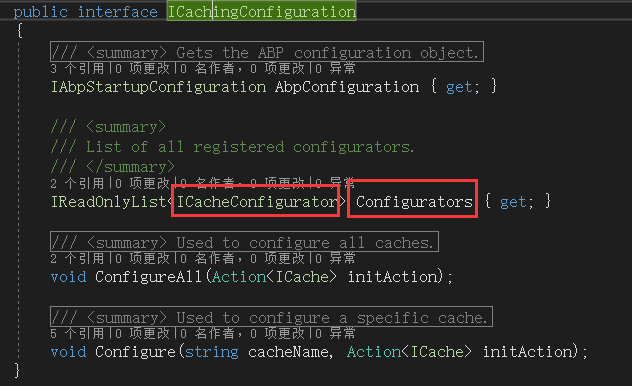 public interface ICachingConfiguration
{
/// <summary> Gets the ABP configuration object.
3 个引用|0 项更改|0 名作者, 0 项更改|0 异常
IAbpStartupConfiguration AbpConfiguration { get; }
/// <summary>
/// List of all registered configurators.
/// </summary>
2 个引用|0 项更改|0 名作者, 0 项更改|0 异常
IReadOnlyList<ICacheConfigurator> Configurators { get; }
/// <summary> Used to configure all caches.
2 个引用|0 项更改|0 名作者, 0 项更改|0 异常
void ConfigureAll(Action<ICache> initAction);
/// <summary> Used to configure a specific cache.
5 个引用|0 项更改|0 名作者, 0 项更改|0 异常
void Configure(string cacheName, Action<ICache> initAction);
}